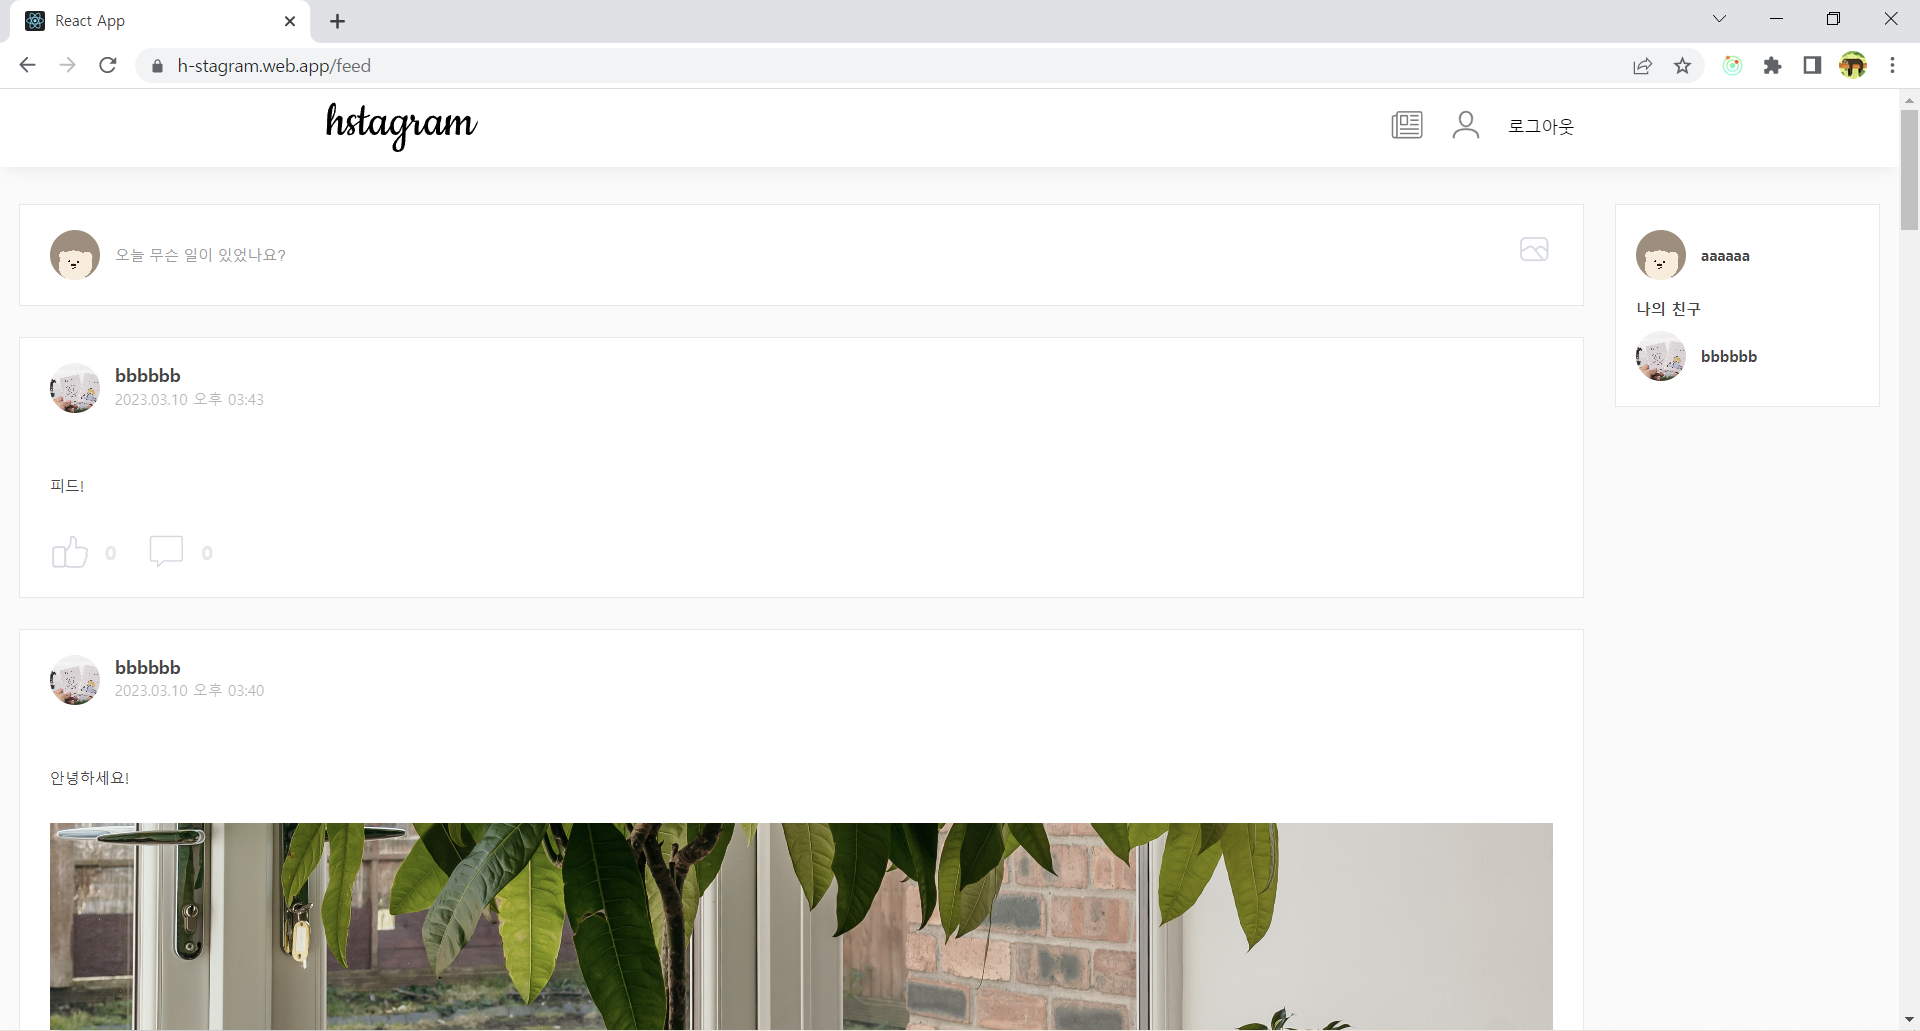 React App
h-stagram.web.app/feed
hstagram
로그아웃
오늘 무슨 일이 있었나요?
bbbbbb
2023.03.10 오후 03:43
피드!
0 0
bbbbbb
2023.03.10 오후 03:40
안녕하세요!
aaaaaa
나의 친구
bbbbbb